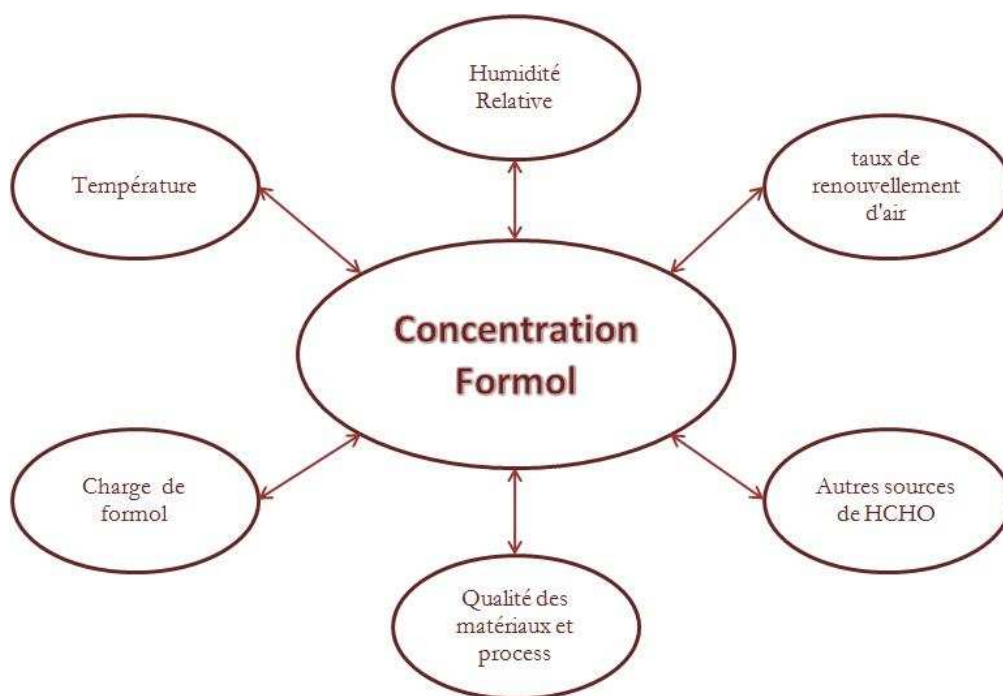 Humidité
Relative
Température
taux de
renouvellement
d'air
Concentration
Formol
Charge de
formol
Autres sources
de HCHO
Qualité des
matériaux et
process